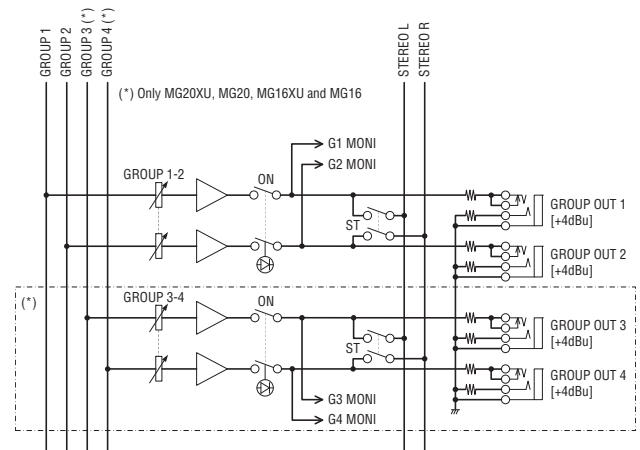 GROUP 1
GROUP 2
GROUP 3 (*)
GROUP 4 (*)
STEREO L
STEREO R
(*) Only MG20XU, MG20, MG16XU and MG16
G1 MONI
G2 MONI
GROUP 1-2
ON
ST
GROUP OUT 1
[+4dBu]
GROUP OUT 2
[+4dBu]
(*)
GROUP 3-4
ON
ST
GROUP OUT 3
[+4dBu]
GROUP OUT 4
[+4dBu]
G3 MONI
G4 MONI